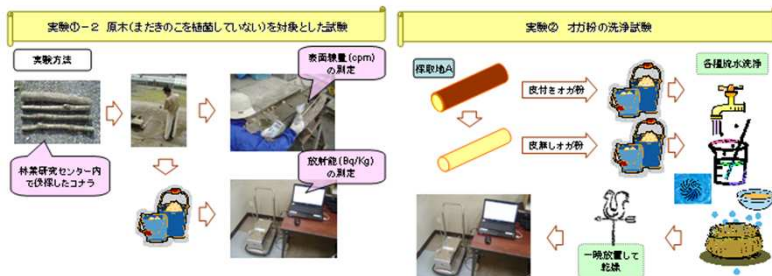 実験①-2 原木(まだきのこを植菌していない)を対象とした試験
実験方法
表面線量(cpm)
の測定
林業研究センター内
で伐採したコナラ
放射能(Bq/Kg)
の測定
実験② オガ粉の洗浄試験
採取地A
各種流水洗浄
皮付きオガ粉
皮無しオガ粉
一晩放置して
乾燥